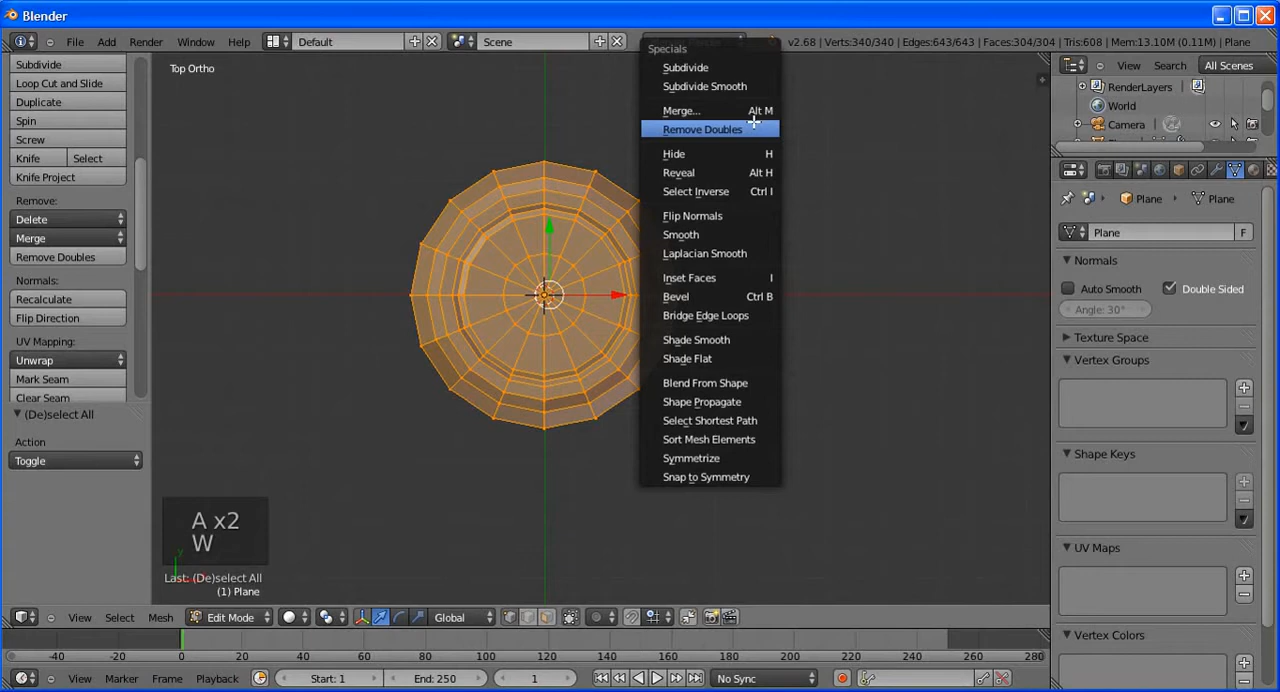 Blender
File Add Render Window Help Default Scene v2.68 | Verts:340/340 | Edges:643/643 | Faces:304/304 | Tris:608 | Mem:13.10M (0.11M) | Plane
Subdivide
Loop Cut and Slide
Duplicate
Spin
Screw
Knife Select
Knife Project
Remove:
Delete
Merge
Remove Doubles
Normals:
Recalculate
Flip Direction
UV Mapping:
Unwrap
Mark Seam
Clear Seam
(De)select All
Action
Toggle
Top Ortho
Specials
Subdivide
Subdivide Smooth
Merge... Alt M
Remove Doubles
Hide H
Reveal Alt H
Select Inverse Ctrl I
Flip Normals
Smooth
Laplacian Smooth
Inset Faces I
Bevel Ctrl B
Bridge Edge Loops
Shade Smooth
Shade Flat
Blend From Shape
Shape Propagate
Select Shortest Path
Sort Mesh Elements
Symmetrize
Snap to Symmetry
A x2
W
y
Last: (De)select All
(1) Plane
View Search All Scenes
RenderLayers
World
Camera
Plane Plane
Plane F
Normals
Auto Smooth Double Sided
Angle: 30°
Texture Space
Vertex Groups
Shape Keys
UV Maps
Vertex Colors
View Select Mesh Edit Mode Global
-40 -20 0 20 40 60 80 100 120 140 160 180 200 220 240 260 280
View Marker Frame Playback Start: 1 End: 250 1 No Sync